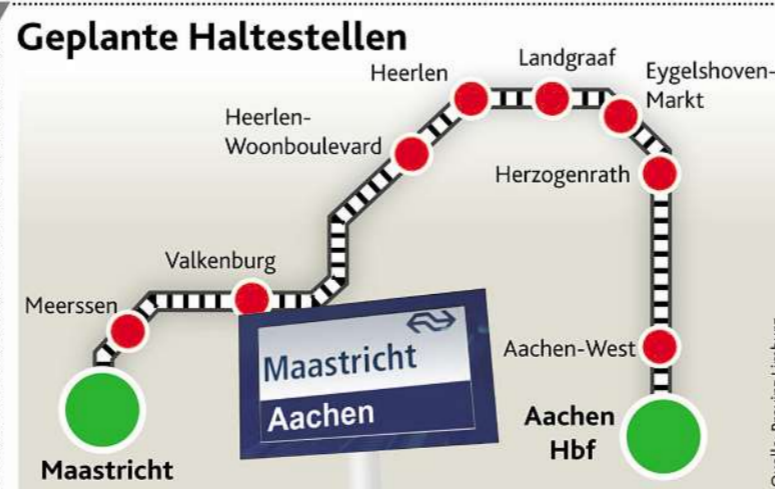 Geplante Haltestellen
Landgraaf
Heerlen
Eygelshoven-
Markt
Heerlen-
Woonboulevard
Herzogenrath
Valkenburg
Meerssen
Maastricht
Aachen
Aachen-West
Aachen
Hbf
Maastricht